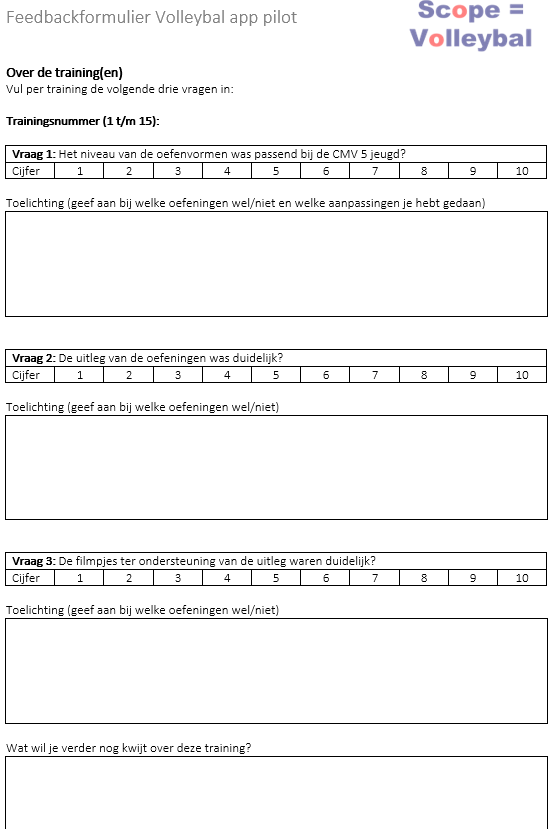 Feedbackformulier Volleybal app pilot
Scope =
Volleybal
Over de training(en)
Vul per training de volgende drie vragen in:
Trainingsnummer (1 t/m 15):
Vraag 1: Het niveau van de oefenvormen was passend bij de CMV 5 jeugd?
Cijfer 1 2 3 4 5 6 7 8 9 10
Toelichting (geef aan bij welke oefeningen wel/niet en welke aanpassingen je hebt gedaan)
Vraag 2: De uitleg van de oefeningen was duidelijk?
Cijfer 1 2 3 4 5 6 7 8 9 10
Toelichting (geef aan bij welke oefeningen wel/niet)
Vraag 3: De filmpjes ter ondersteuning van de uitleg waren duidelijk?
Cijfer 1 2 3 4 5 6 7 8 9 10
Toelichting (geef aan bij welke oefeningen wel/niet)
Wat wil je verder nog kwijt over deze training?